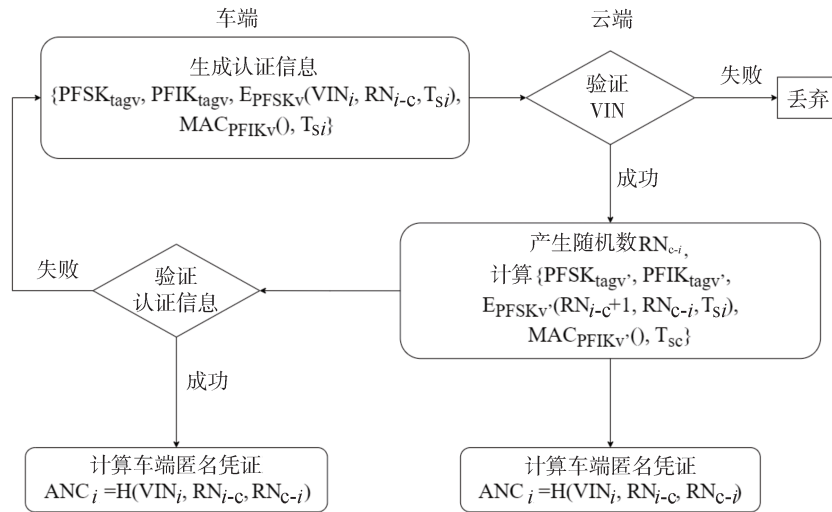 车端
云端
生成认证信息
{PFSKtagv, PFIKtagv, EPFSKv(VINi, RNi-c,Tsi),
MACPFIKv(), Tsi}
验证
VIN
失败
丢弃
成功
产生随机数RNc-i,
计算{PFSKtagv’, PFIKtagv’,
EPFSKv’(RNi-c+1, RNc-i,Tsi),
MACPFIKv’(), Tsc}
失败
验证
认证信息
成功
计算车端匿名凭证
ANCi =H(VINi, RNi-c, RNc-i)
计算车端匿名凭证
ANCi =H(VINi, RNi-c, RNc-i)